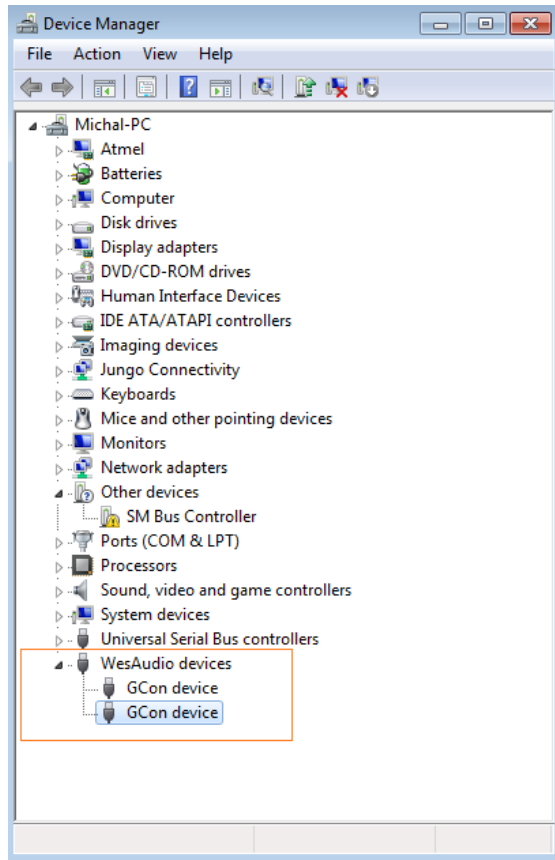 Device Manager
File Action View Help
Michal-PC
Atmel
Batteries
Computer
Disk drives
Display adapters
DVD/CD-ROM drives
Human Interface Devices
IDE ATA/ATAPI controllers
Imaging devices
Jungo Connectivity
Keyboards
Mice and other pointing devices
Monitors
Network adapters
Other devices
SM Bus Controller
Ports (COM & LPT)
Processors
Sound, video and game controllers
System devices
Universal Serial Bus controllers
WesAudio devices
GCon device
GCon device